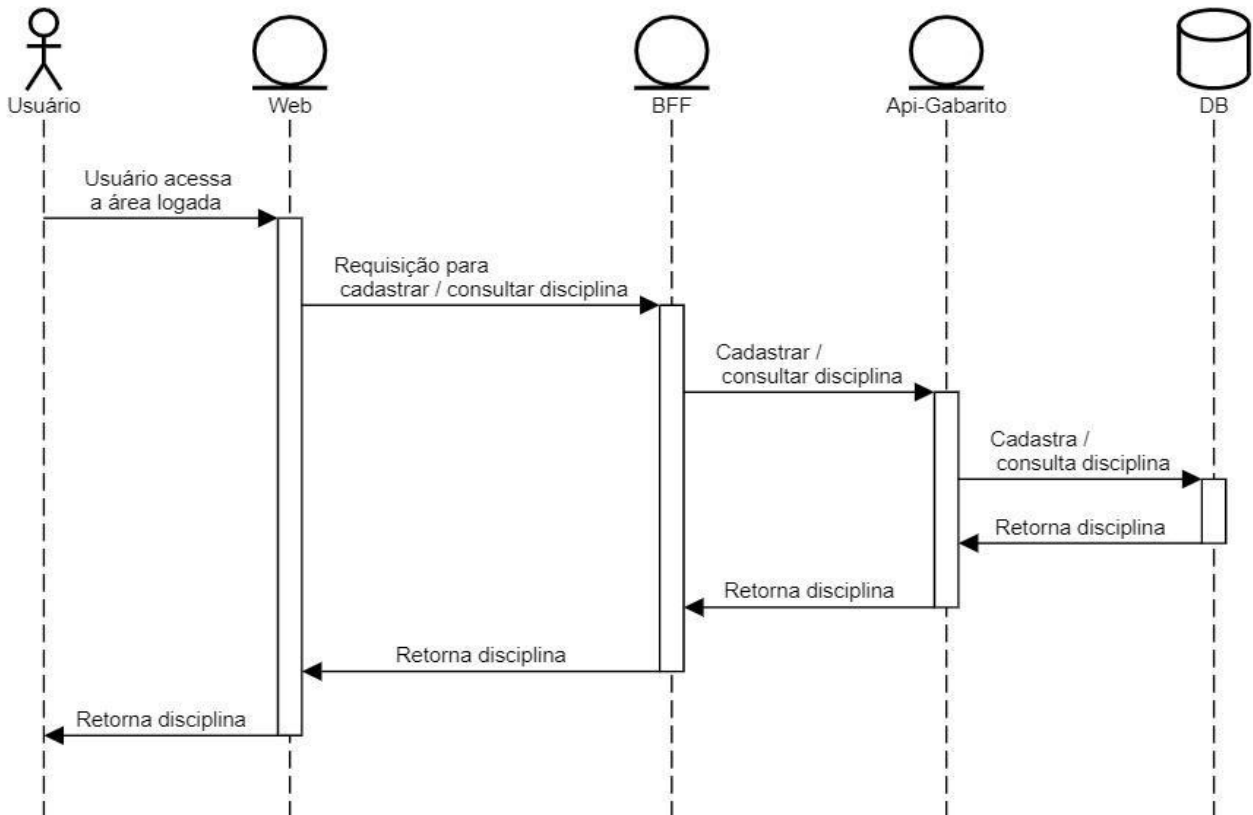 Usuário
Web
BFF
Api-Gabarito
DB
Usuário acessa
a área logada
Requisição para
cadastrar / consultar disciplina
Cadastrar /
consultar disciplina
Cadastra /
consulta disciplina
Retorna disciplina
Retorna disciplina
Retorna disciplina
Retorna disciplina